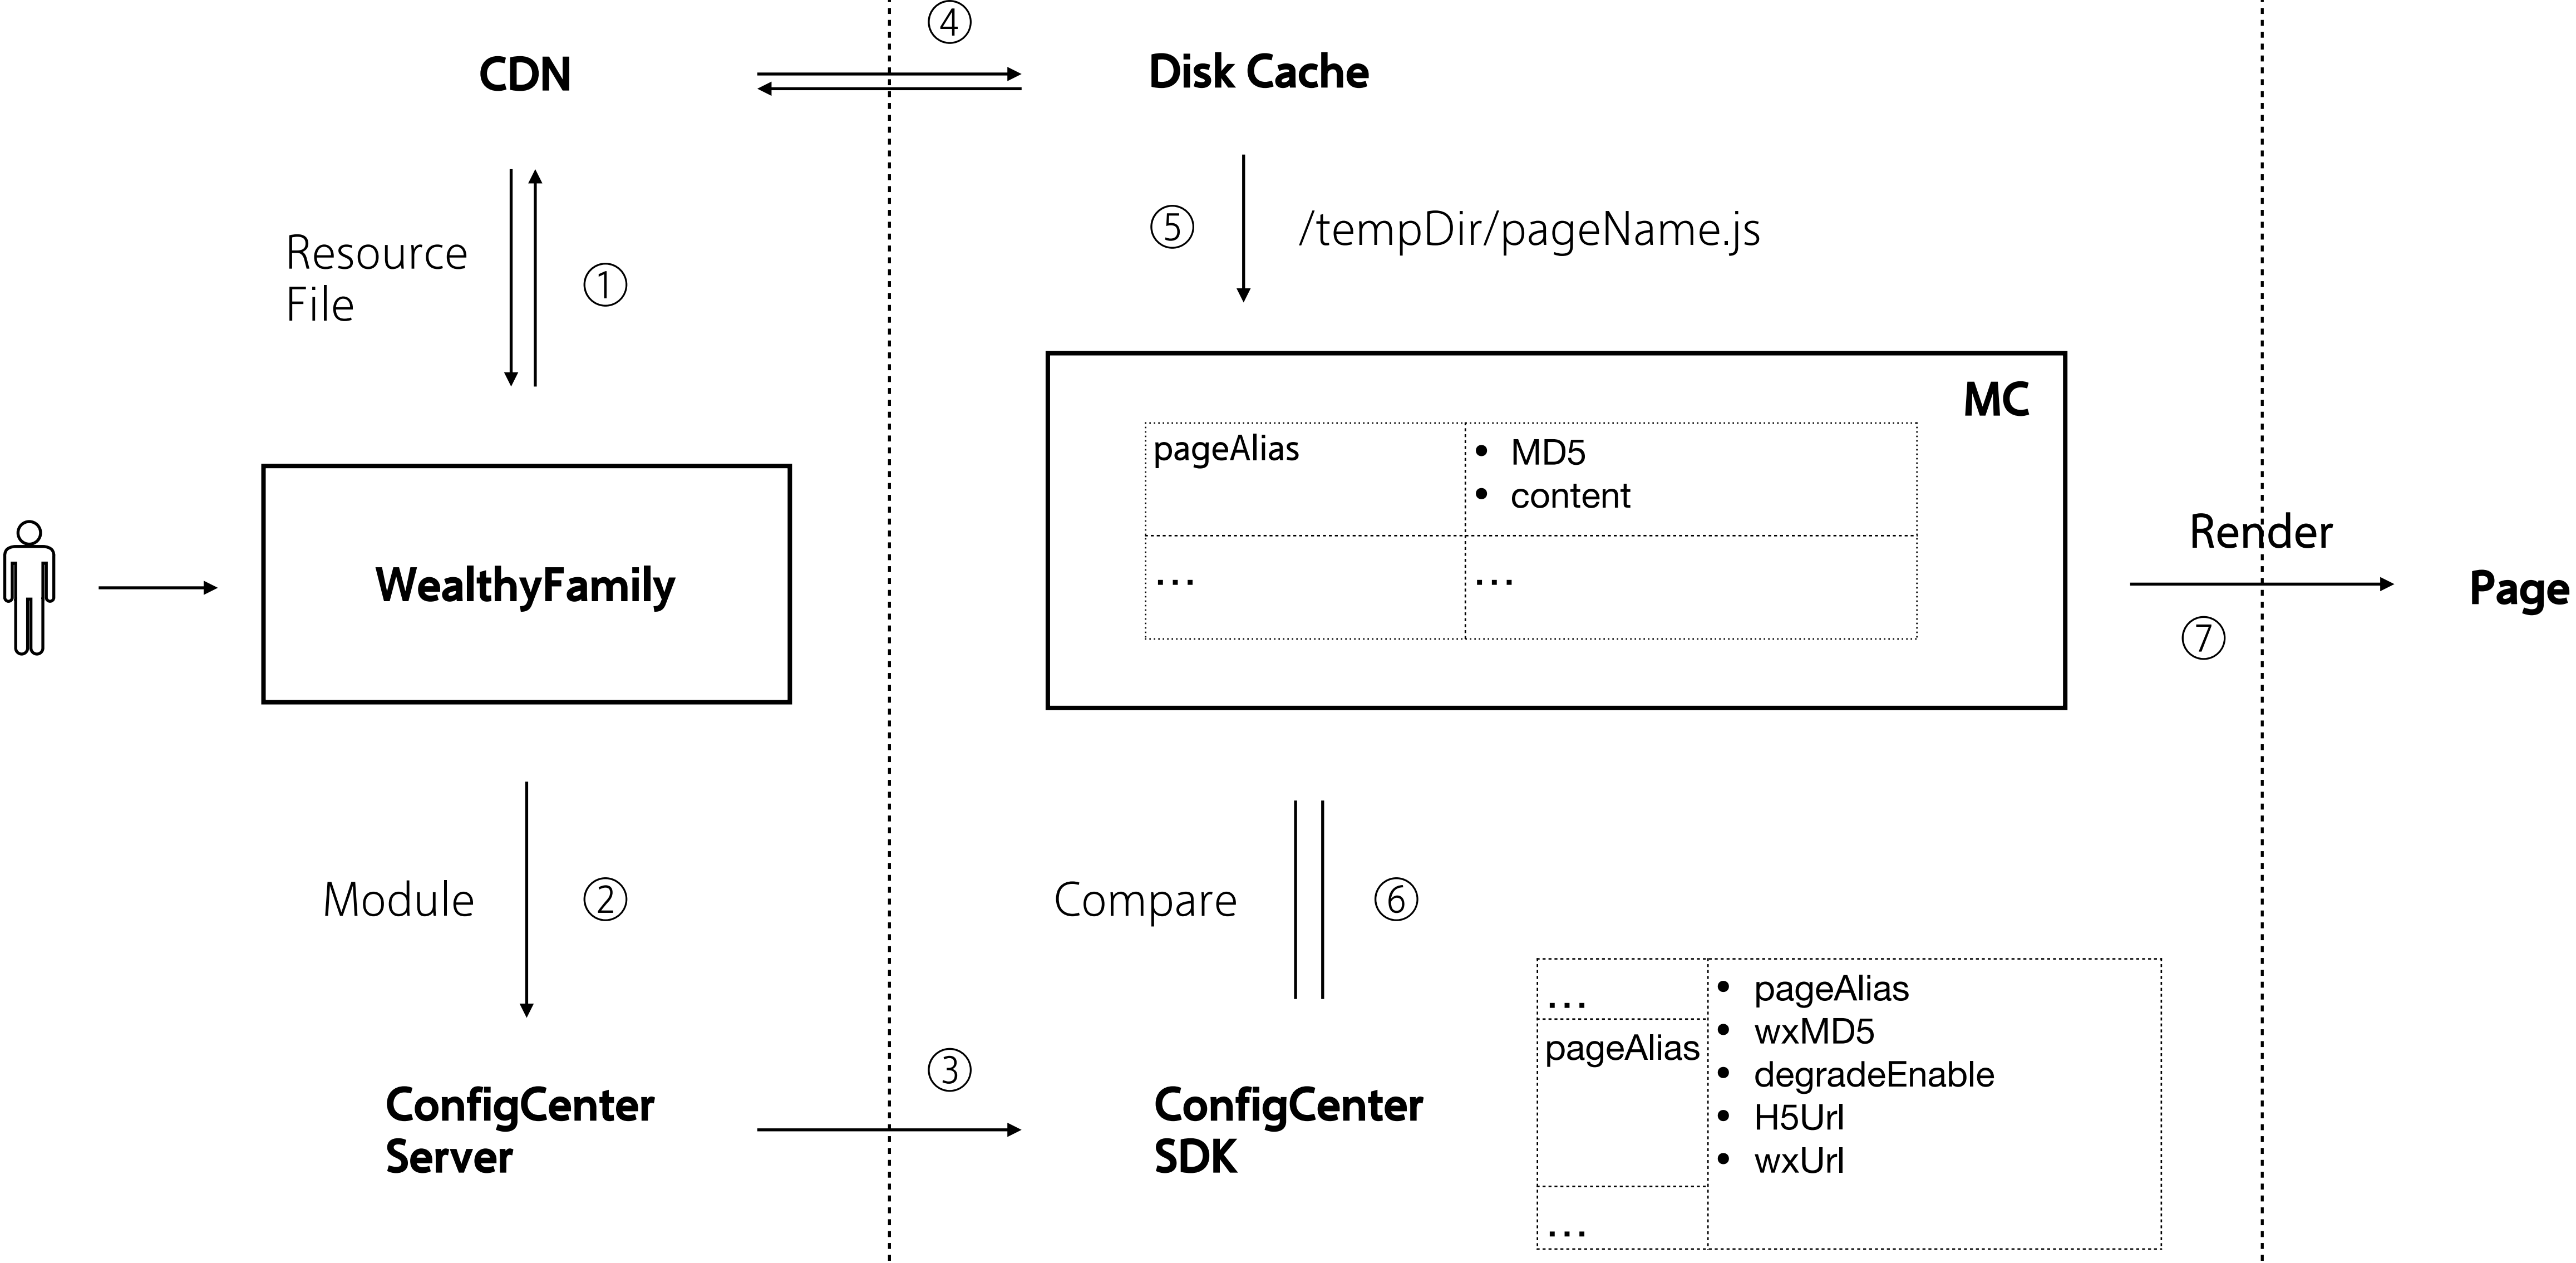 ④
CDN
Disk Cache
Resource
File
①
⑤
/tempDir/pageName.js
MC
pageAlias
• MD5
• content
...
...
WealthyFamily
Render
⑦
Page
Module
②
Compare
⑥
③
ConfigCenter
Server
ConfigCenter
SDK
...
pageAlias
• pageAlias
• wxMD5
• degradeEnable
• H5Url
• wxUrl
...